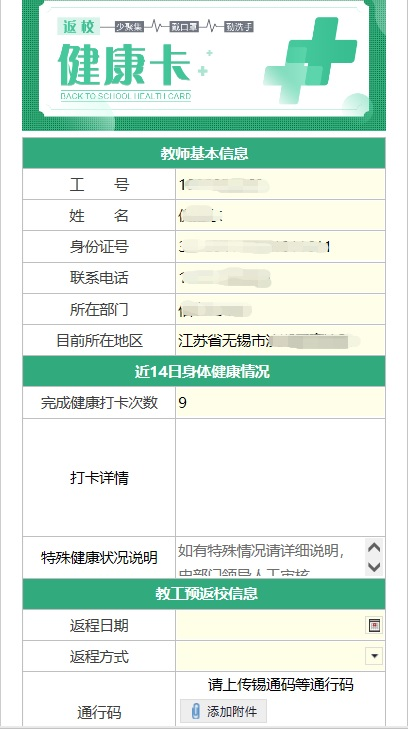 返校 少聚集 戴口罩 勤洗手
健康卡
BACK TO SCHOOL HEALTH CARD
教师基本信息
工 号 1
姓 名
身份证号 3
联系电话 1
所在部门
目前所在地区 江苏省无锡市
近14日身体健康情况
完成健康打卡次数 9
打卡详情
特殊健康状况说明 如有特殊情况请详细说明，
由部门领导人工审核
教工预返校信息
返程日期
返程方式
请上传锡通码等通行码
通行码 添加附件